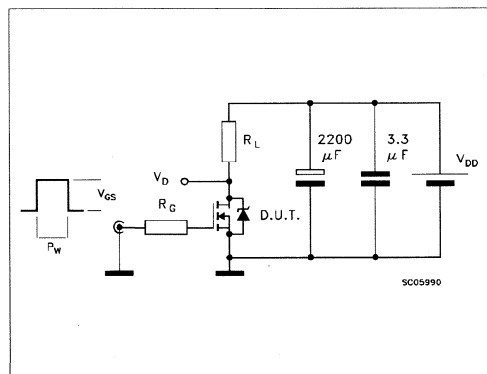 R_L
2200 μF
3.3 μF
V_DD
V_D
V_GS
R_G
D.U.T.
P_W
SC05990